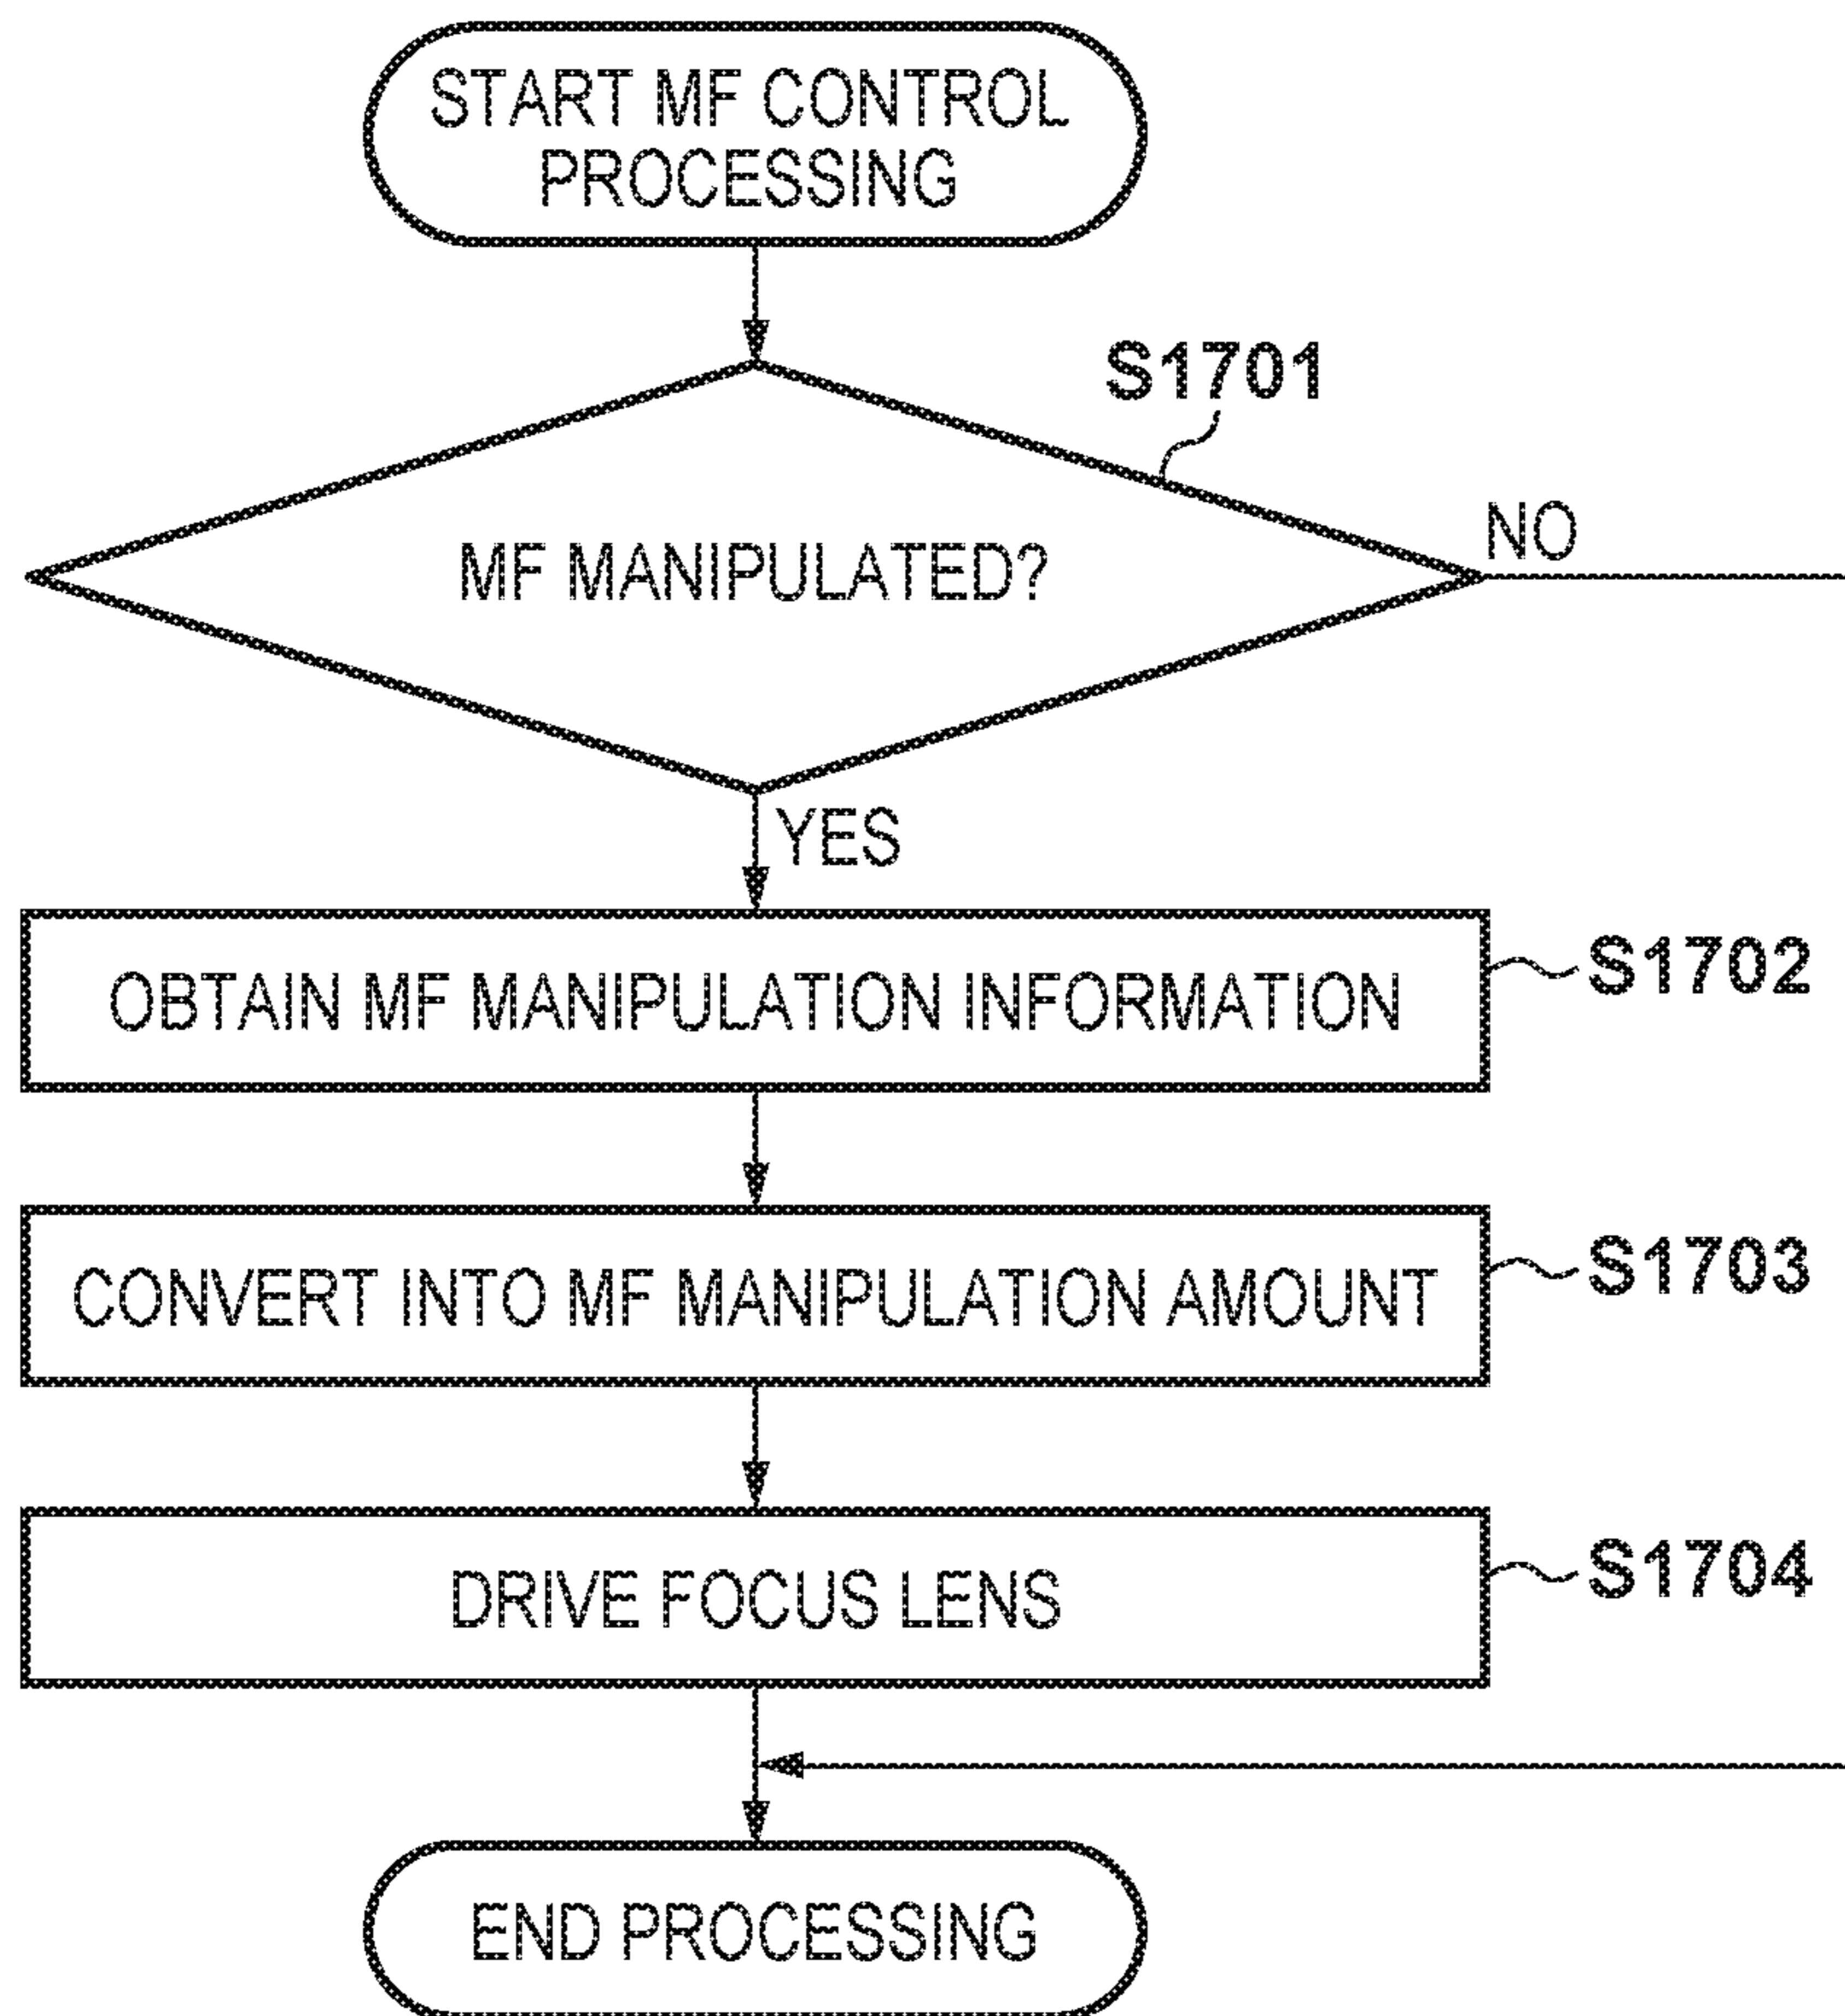 START MF CONTROL
PROCESSING
S1701
MF MANIPULATED?
NO
YES
OBTAIN MF MANIPULATION INFORMATION
S1702
CONVERT INTO MF MANIPULATION AMOUNT
S1703
DRIVE FOCUS LENS
S1704
END PROCESSING